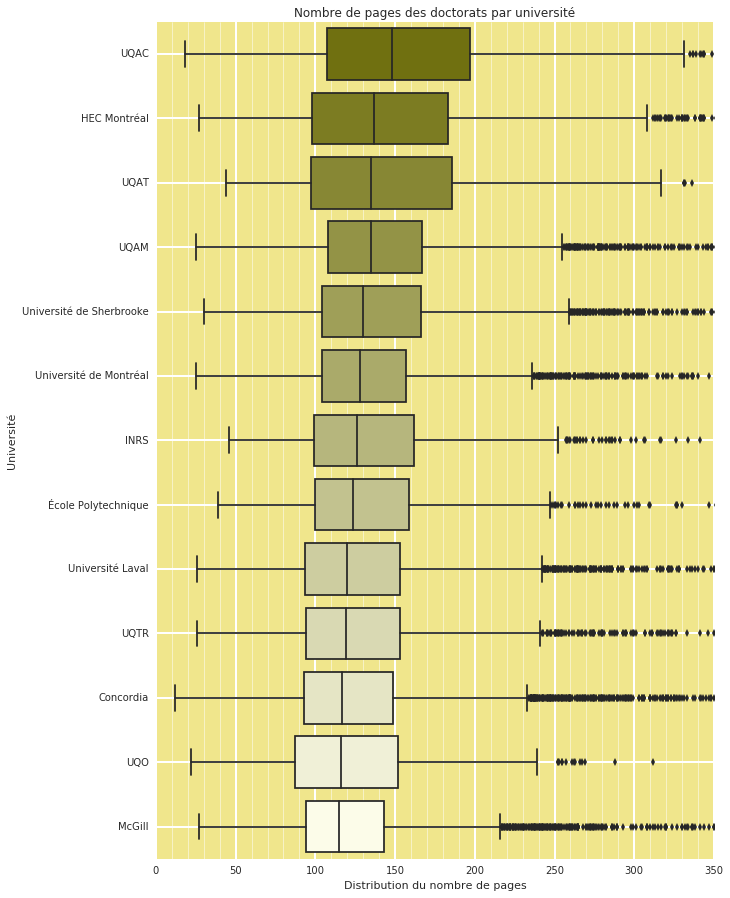 Nombre de pages des doctorats par université
UQAC
HEC Montréal
UQAT
UQAM
Université de Sherbrooke
Université de Montréal
INRS
École Polytechnique
Université Laval
UQTR
Concordia
UQO
McGill
Université
0 50 100 150 200 250 300 350
Distribution du nombre de pages